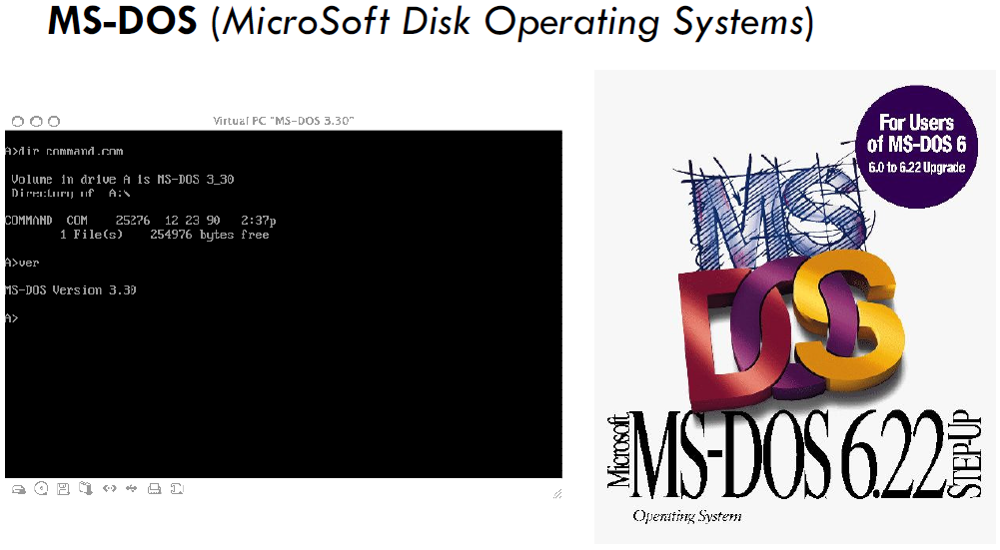 MS-DOS (MicroSoft Disk Operating Systems)
Virtual PC "MS-DOS 3.30"
A>dir command.com
Volume in drive A is MS-DOS 3_30
Directory of A:\
COMMAND COM 25276 12 23 90 2:37p
1 File(s) 254976 bytes free
A>ver
MS-DOS Version 3.30
A>
For Users
of MS-DOS 6
6.0 to 6.22 Upgrade
MS
DOS
Microsoft
MS-DOS 6.22
STEP-UP
Operating System